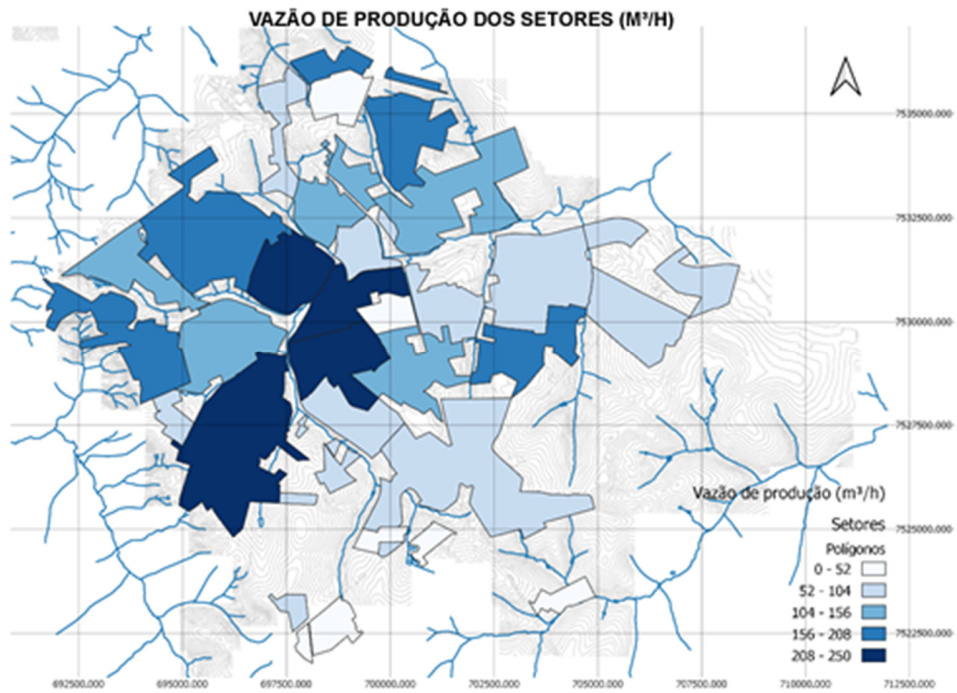 VAZÃO DE PRODUÇÃO DOS SETORES (M³/H)
7535000.000
7532500.000
7530000.000
7527500.000
Vazão de produção (m³/h)
Setores
7525000.000
Polígonos
0 - 52
52 - 104
104 - 156
156 - 208
7522500.000
208 - 250
692500.000
695000.000
697500.000
700000.000
702500.000
705000.000
707500.000
710000.000
712500.000